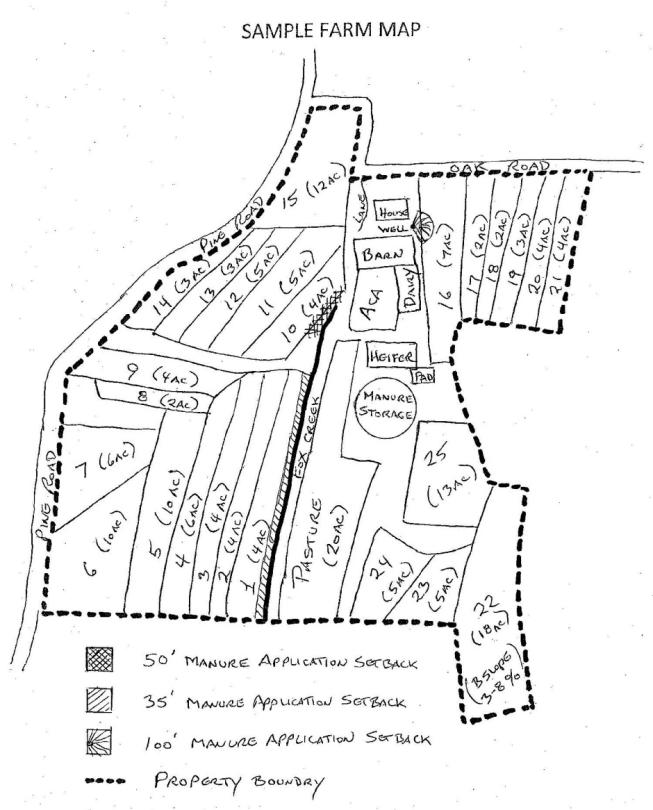 SAMPLE FARM MAP
OAK ROAD
15 (12AC)
LANE
HOUSE
WELL
PINE ROAD
BARN
14 (3AC)
13 (3AC)
12 (5AC)
11 (5AC)
10 (4AC)
ACA
DAIRY
16 (7AC)
17 (2AC)
18 (2AC)
19 (3AC)
20 (4AC)
21 (4AC)
HEIFER
PAD
9 (4AC)
8 (2AC)
MANURE
STORAGE
FOX CREEK
7 (6AC)
25
(13AC)
PINE ROAD
6 (10AC)
5 (10AC)
4 (6AC)
3 (4AC)
2 (4AC)
1 (4AC)
PASTURE
(20AC)
24
(5AC)
23
(5AC)
22
(18AC)
(BSLOPE
3-8%)
50' MANURE APPLICATION SETBACK
35' MANURE APPLICATION SETBACK
100' MANURE APPLICATION SETBACK
PROPERTY BOUNDRY